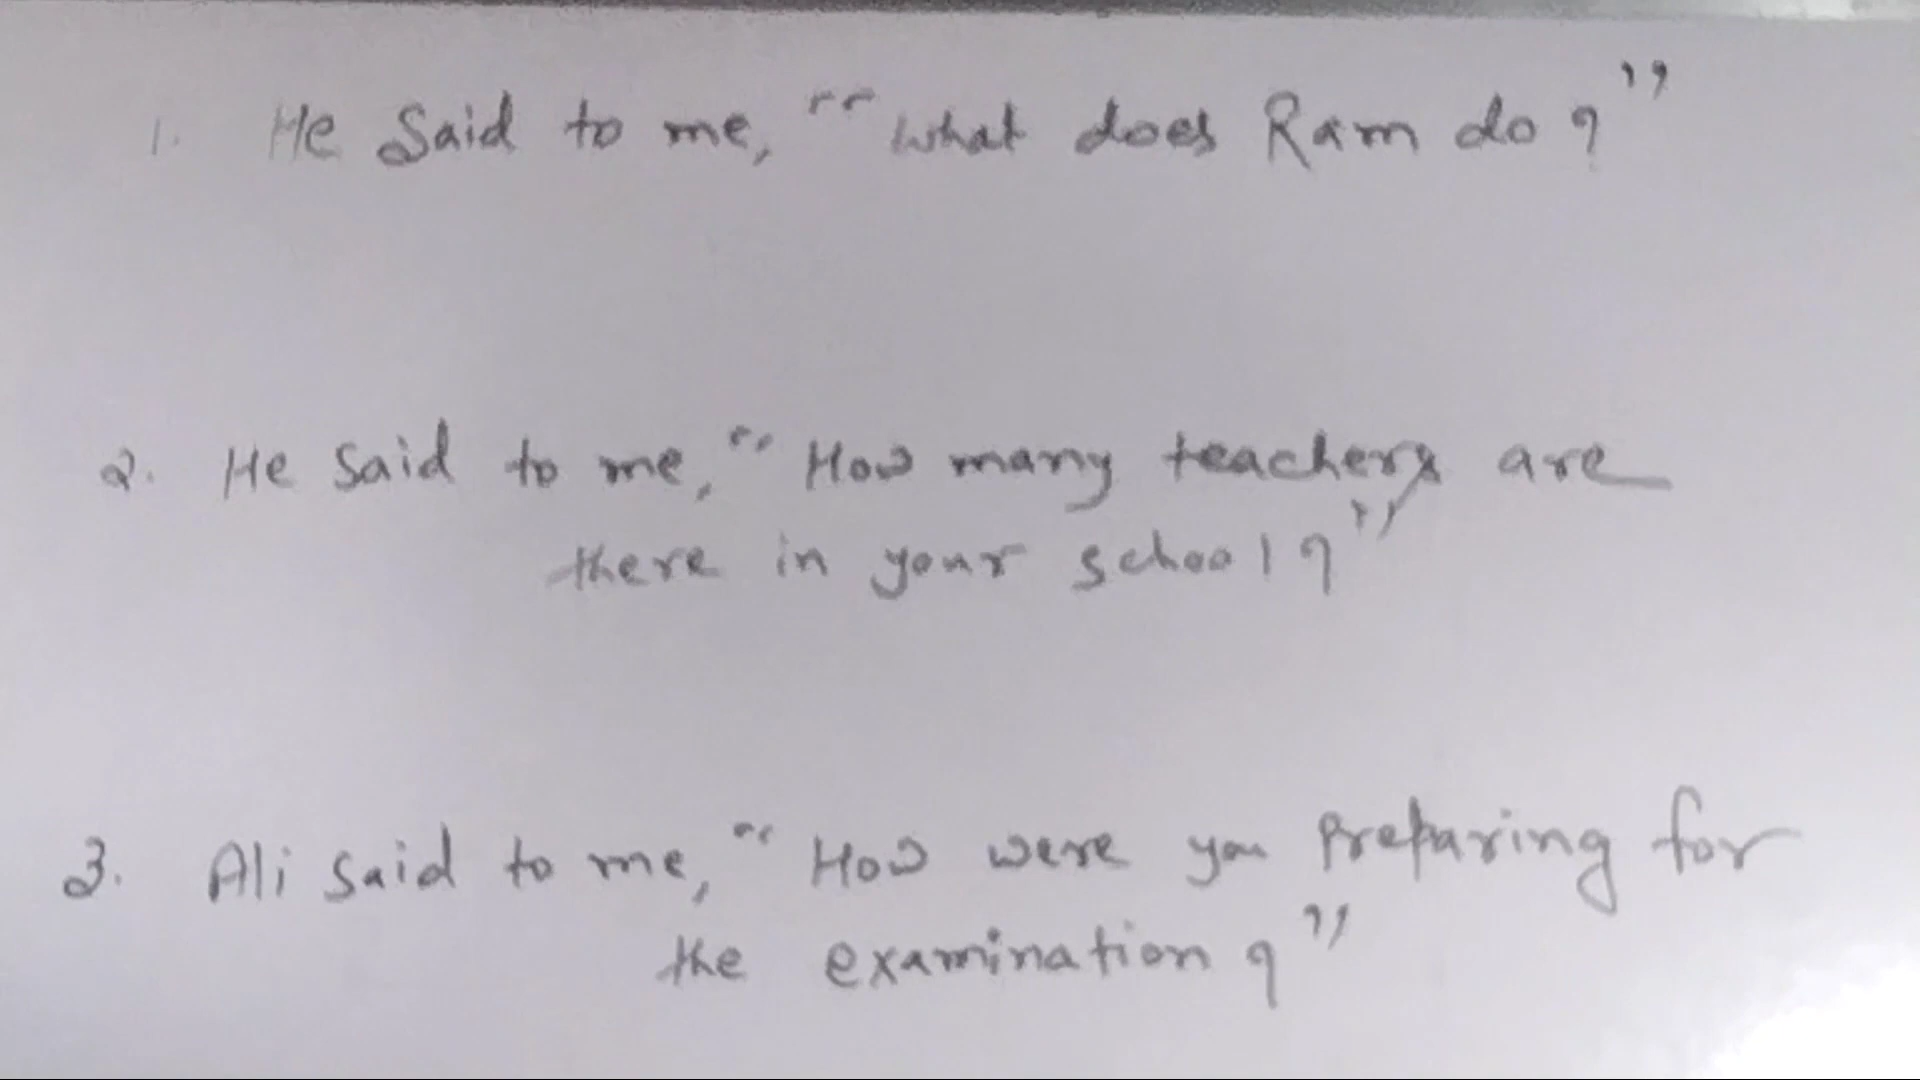 1. He Said to me, "What does Ram do?"
2. He Said to me, "How many teachers are
there in your school?"
3. Ali Said to me, "How were you Preparing for
the examination?"